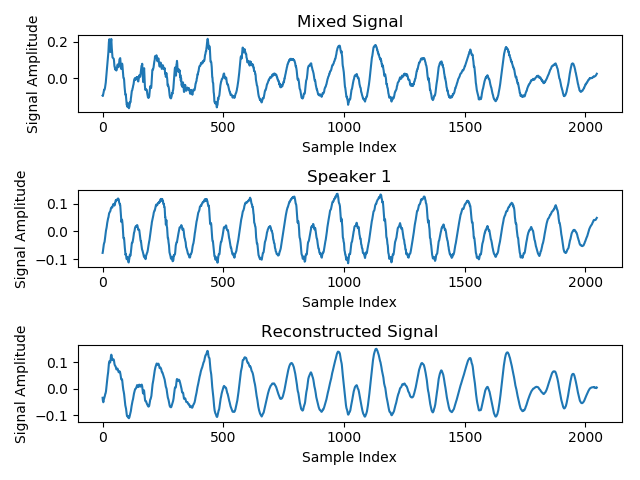 Mixed Signal
Signal Amplitude
0.2
0.0
0 500 1000 1500 2000
Sample Index
Speaker 1
Signal Amplitude
0.1
0.0
−0.1
0 500 1000 1500 2000
Sample Index
Reconstructed Signal
Signal Amplitude
0.1
0.0
−0.1
0 500 1000 1500 2000
Sample Index